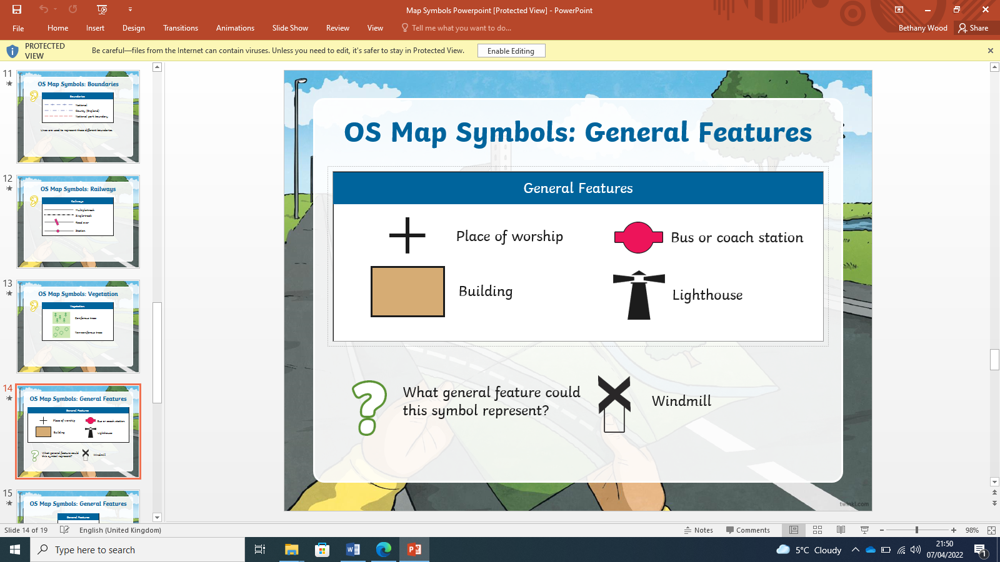 Map Symbols Powerpoint [Protected View] - PowerPoint
File Home Insert Design Transitions Animations Slide Show Review View Tell me what you want to do... Bethany Wood Share
PROTECTED VIEW Be careful—files from the Internet can contain viruses. Unless you need to edit, it's safer to stay in Protected View. Enable Editing
11
OS Map Symbols: Boundaries
Boundaries
National
County (England)
National park boundary
Lines are used to represent these different boundaries.
12
OS Map Symbols: Railways
Railways
Multiple track
Single track
Road over
Station
13
OS Map Symbols: Vegetation
Vegetation
Coniferous trees
Non-coniferous trees
14
OS Map Symbols: General Features
General Features
Place of worship Bus or coach station
Building Lighthouse
What general feature could
this symbol represent? Windmill
15
OS Map Symbols: General Features
General Features
OS Map Symbols: General Features
General Features
Place of worship Bus or coach station
Building Lighthouse
What general feature could
this symbol represent?
Windmill
twinkl.com
Slide 14 of 19 English (United Kingdom) Notes Comments 98%
Type here to search 5°C Cloudy 21:50
07/04/2022 1